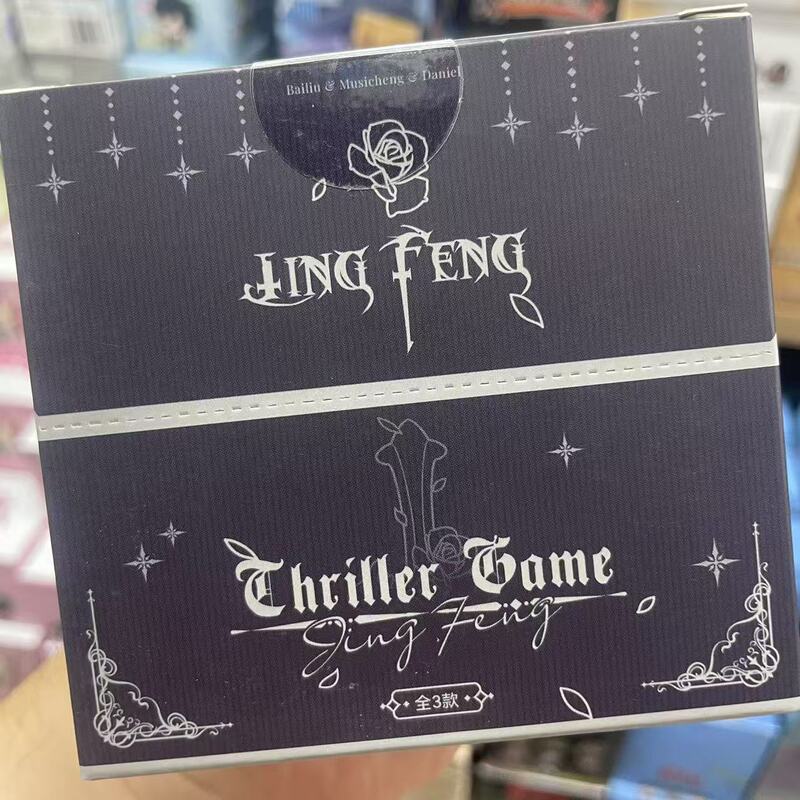 Bailiu & Musicheng & Daniel
JING FENG
Thriller Game
Jing Feng
全3款